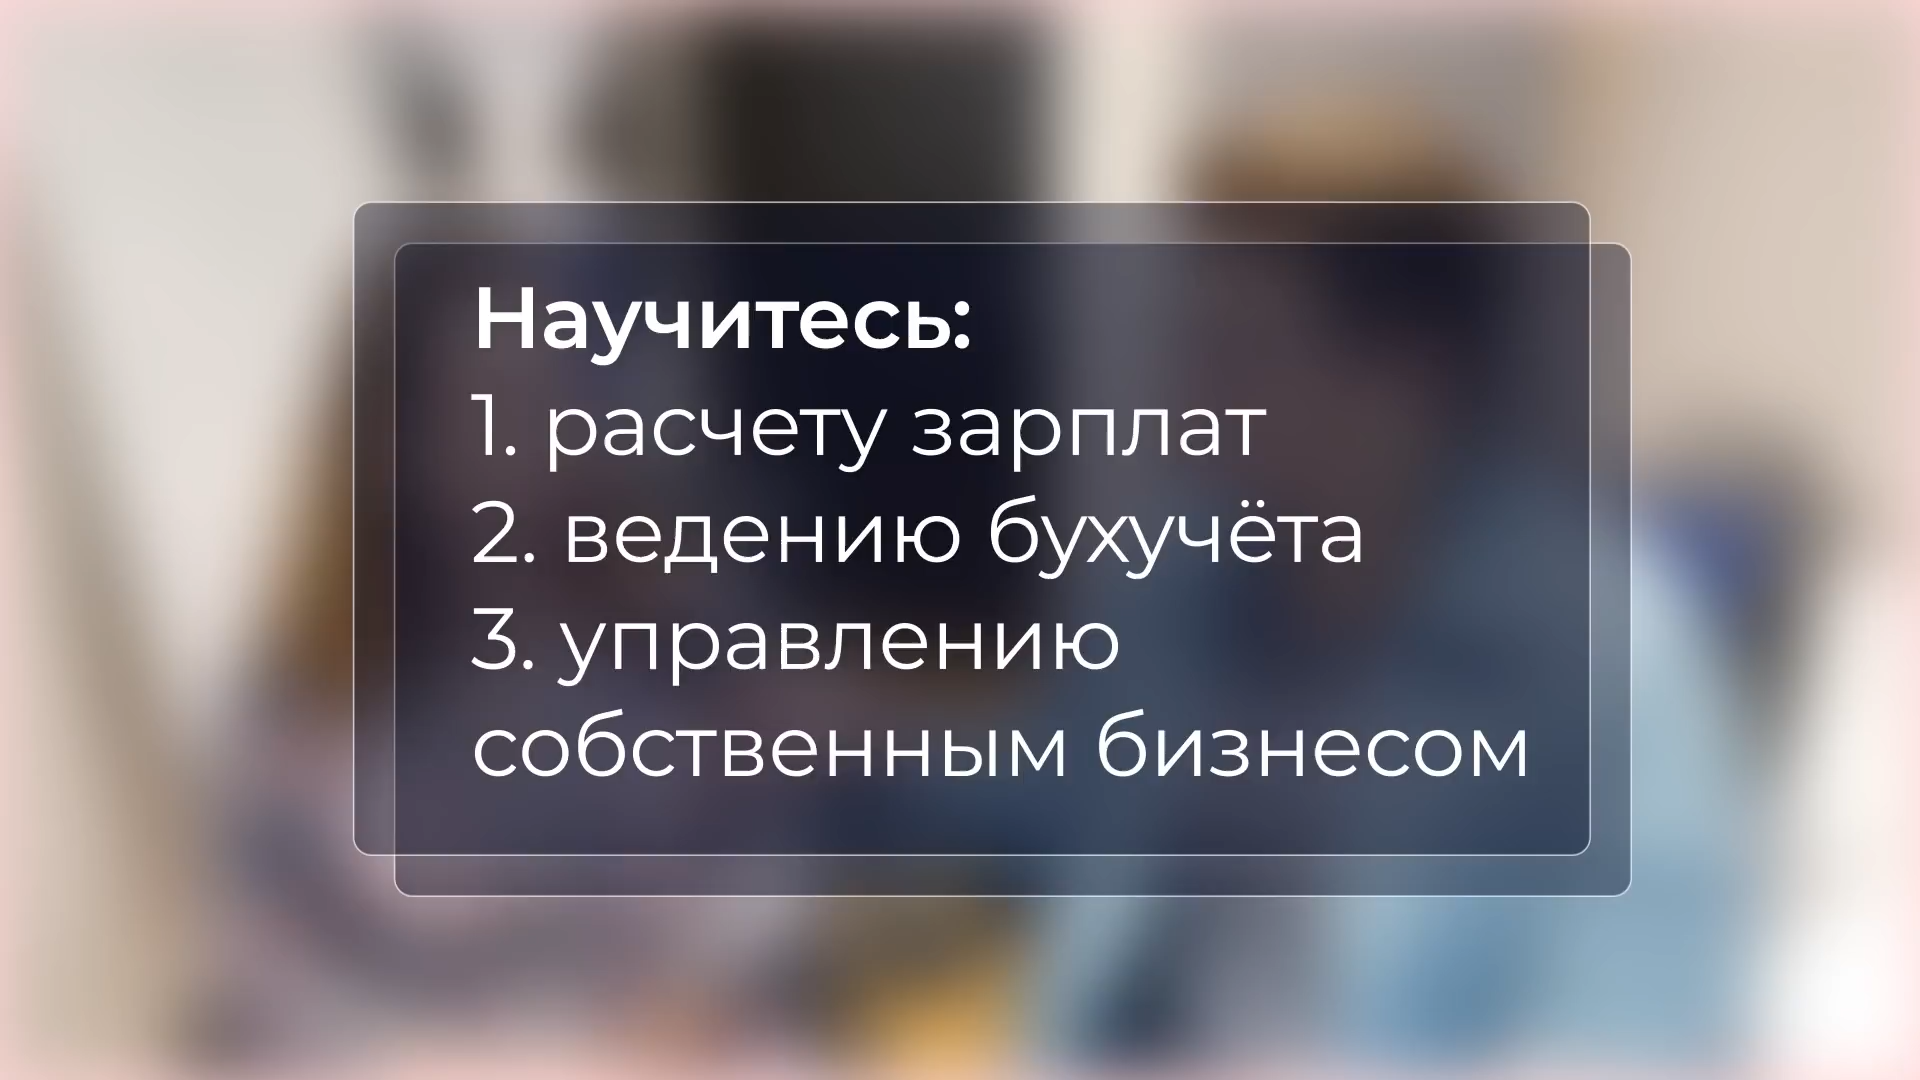 Научитесь:
1. расчету зарплат
2. ведению бухучёта
3. управлению
собственным бизнесом